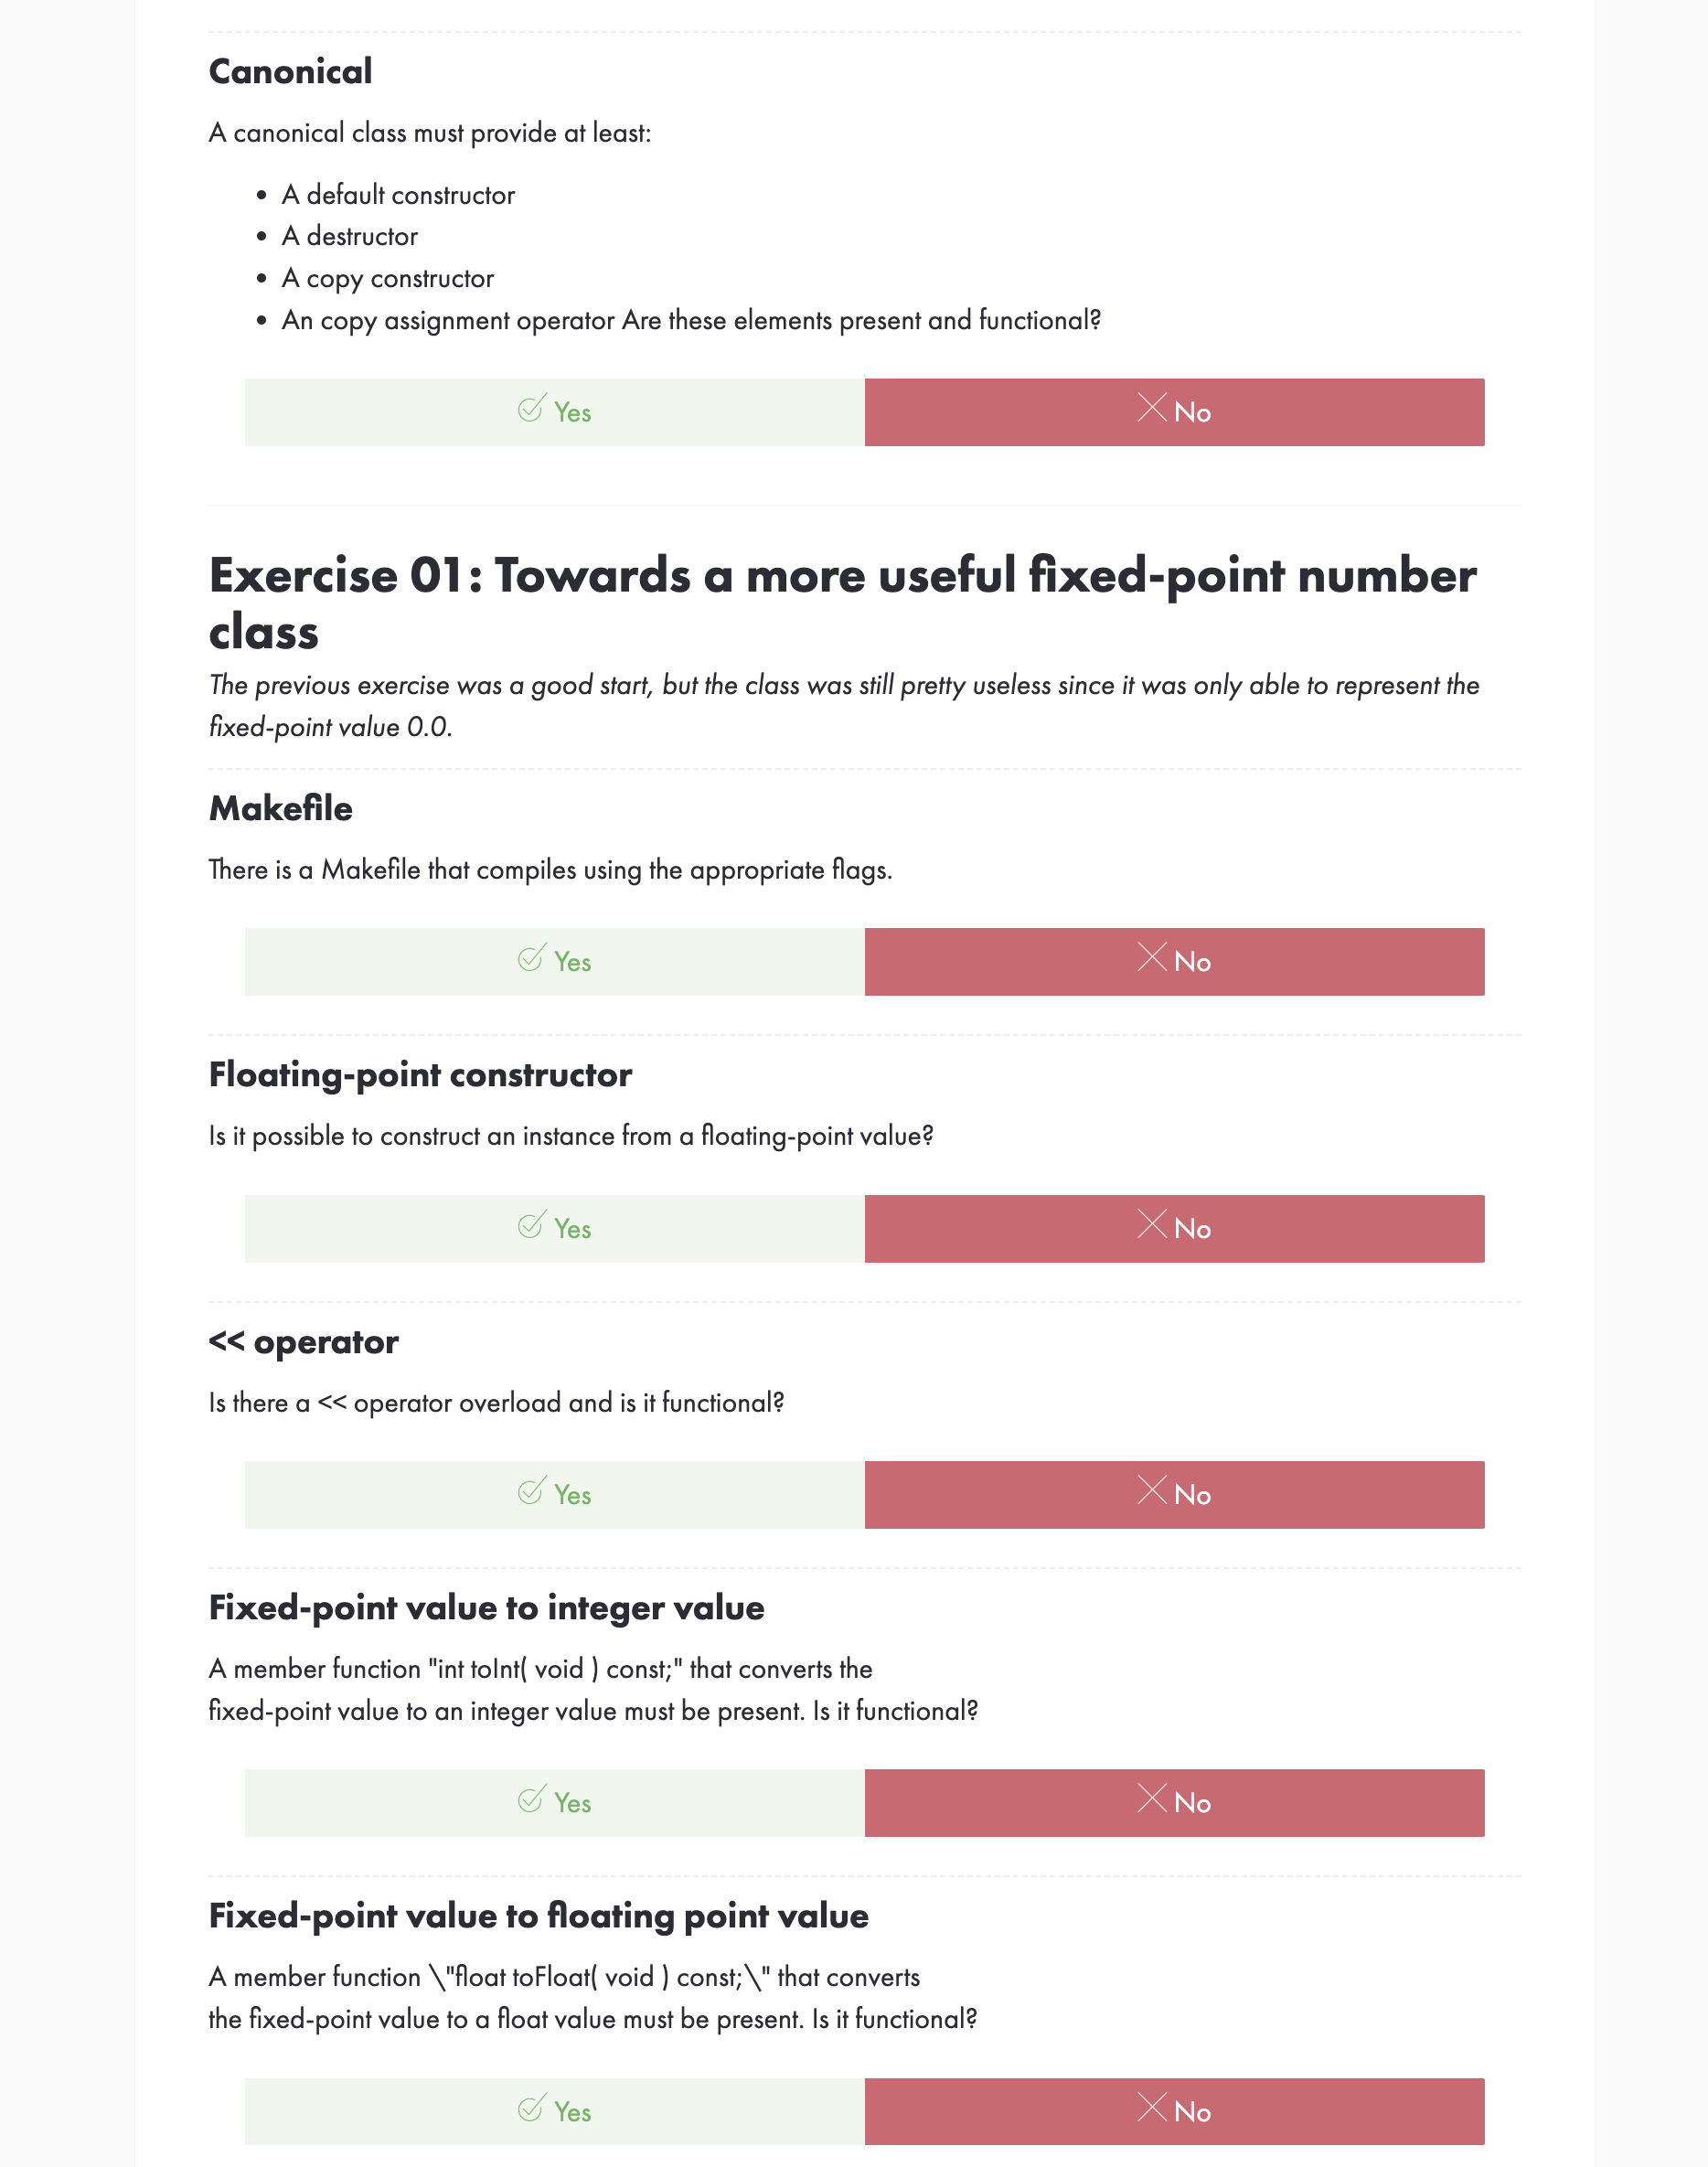 Canonical
A canonical class must provide at least:
• A default constructor
• A destructor
• A copy constructor
• An copy assignment operator Are these elements present and functional?
Yes
No
Exercise 01: Towards a more useful fixed-point number
class
The previous exercise was a good start, but the class was still pretty useless since it was only able to represent the
fixed-point value 0.0.
Makefile
There is a Makefile that compiles using the appropriate flags.
Yes
No
Floating-point constructor
Is it possible to construct an instance from a floating-point value?
Yes
No
<< operator
Is there a << operator overload and is it functional?
Yes
No
Fixed-point value to integer value
A member function "int toInt( void ) const;" that converts the
fixed-point value to an integer value must be present. Is it functional?
Yes
No
Fixed-point value to floating point value
A member function \"float toFloat( void ) const;\" that converts
the fixed-point value to a float value must be present. Is it functional?
Yes
No